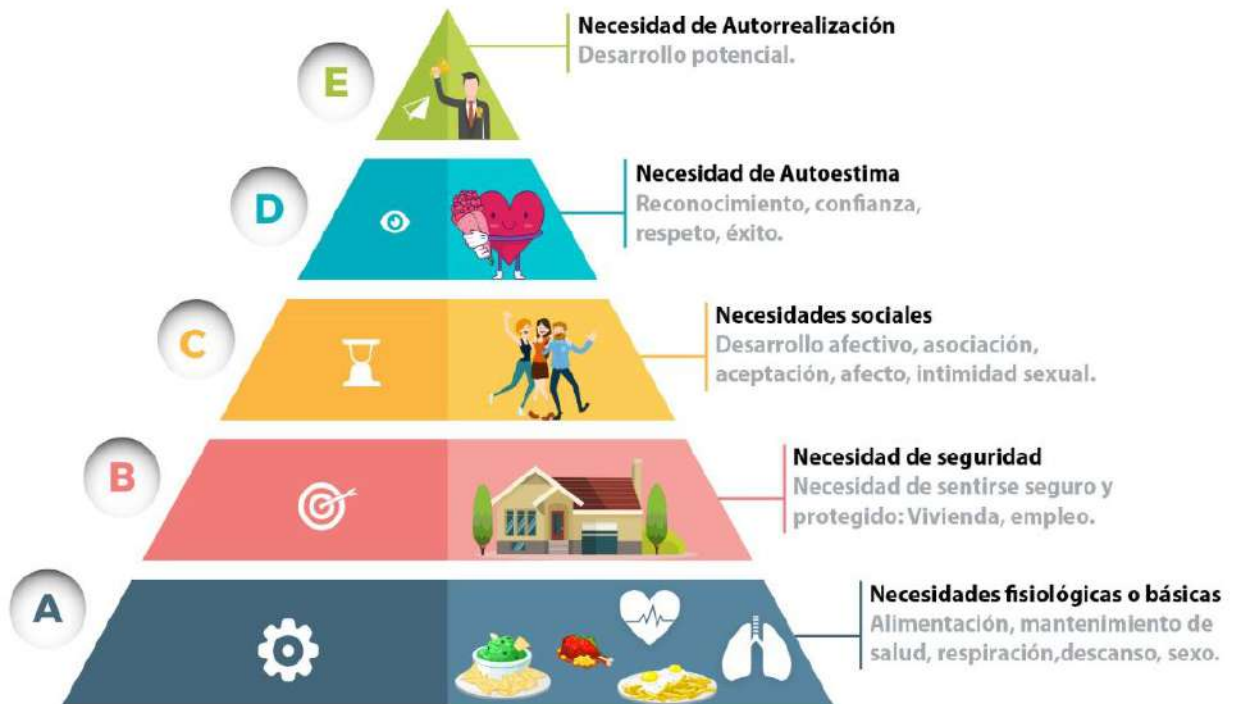 E
Necesidad de Autorrealización
Desarrollo potencial.
D
Necesidad de Autoestima
Reconocimiento, confianza,
respeto, éxito.
C
Necesidades sociales
Desarrollo afectivo, asociación,
aceptación, afecto, intimidad sexual.
B
Necesidad de seguridad
Necesidad de sentirse seguro y
protegido: Vivienda, empleo.
A
Necesidades fisiológicas o básicas
Alimentación, mantenimiento de
salud, respiración,descanso, sexo.